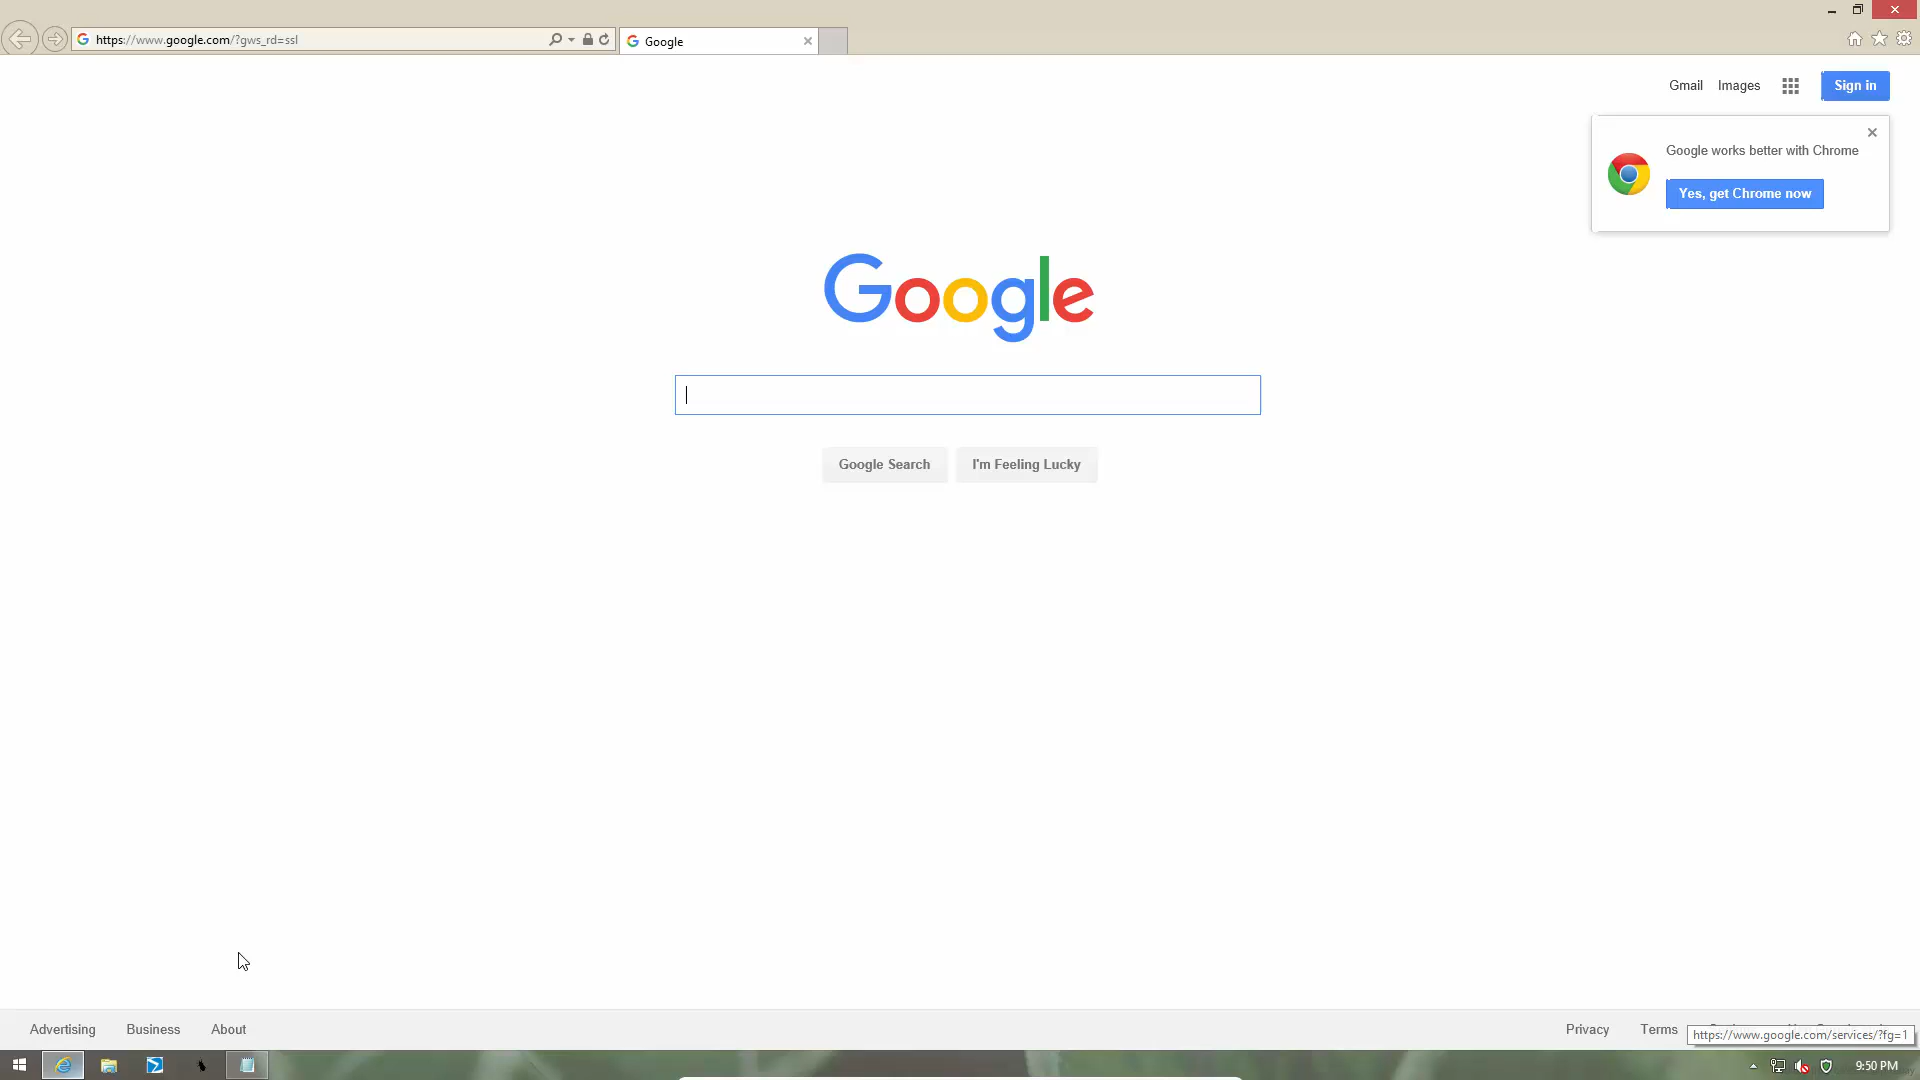 https://www.google.com/?gws_rd=ssl
Google
Gmail
Images
Sign in
Google works better with Chrome
Yes, get Chrome now
Google
Google Search
I'm Feeling Lucky
Advertising
Business
About
Privacy
Terms
https://www.google.com/services/?fg=1
9:50 PM